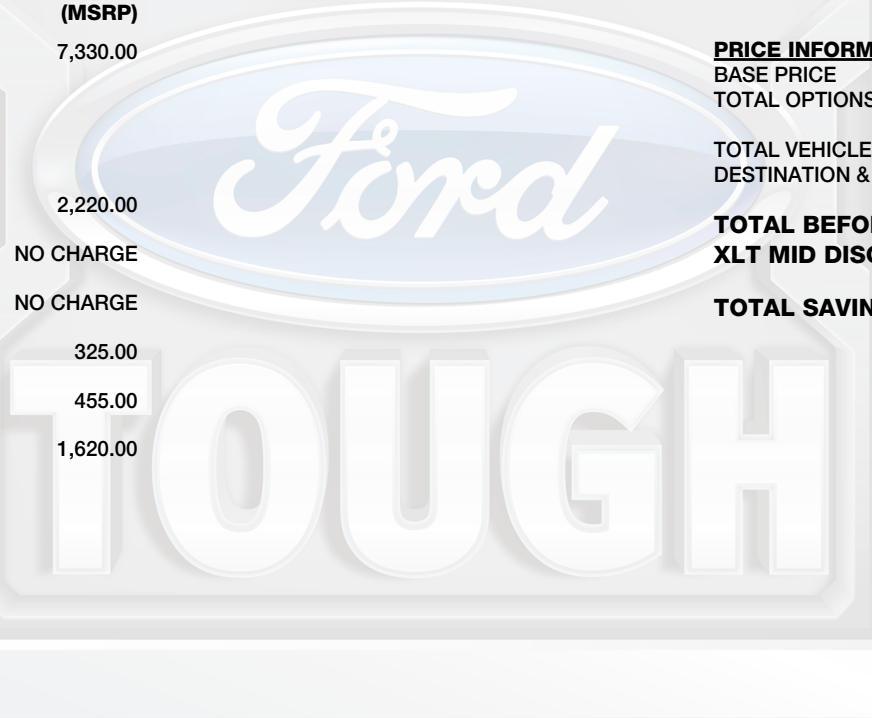 (MSRP)
7,330.00
2,220.00
NO CHARGE
NO CHARGE
325.00
455.00
1,620.00
PRICE INFORM
BASE PRICE
TOTAL OPTIONS
TOTAL VEHICLE
DESTINATION &
TOTAL BEFO
XLT MID DISC
TOTAL SAVIN
Ford
TOUGH